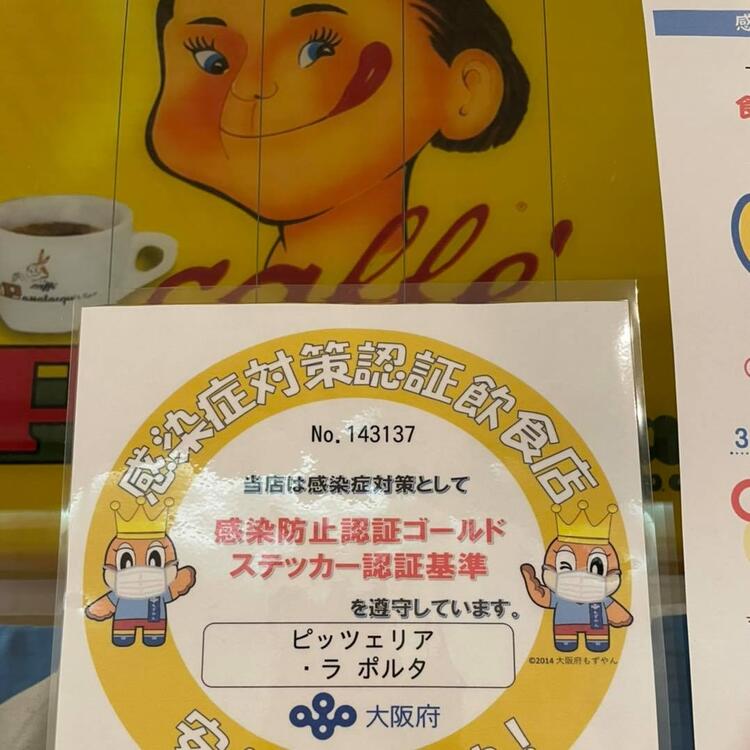 caffe'
感染症対策認証飲食店
No.143137
当店は感染症対策として
感染防止認証ゴールド
ステッカー認証基準
を遵守しています。
ピッツェリア
・ラ ポルタ
©2014 大阪府もずやん
大阪府
感
3